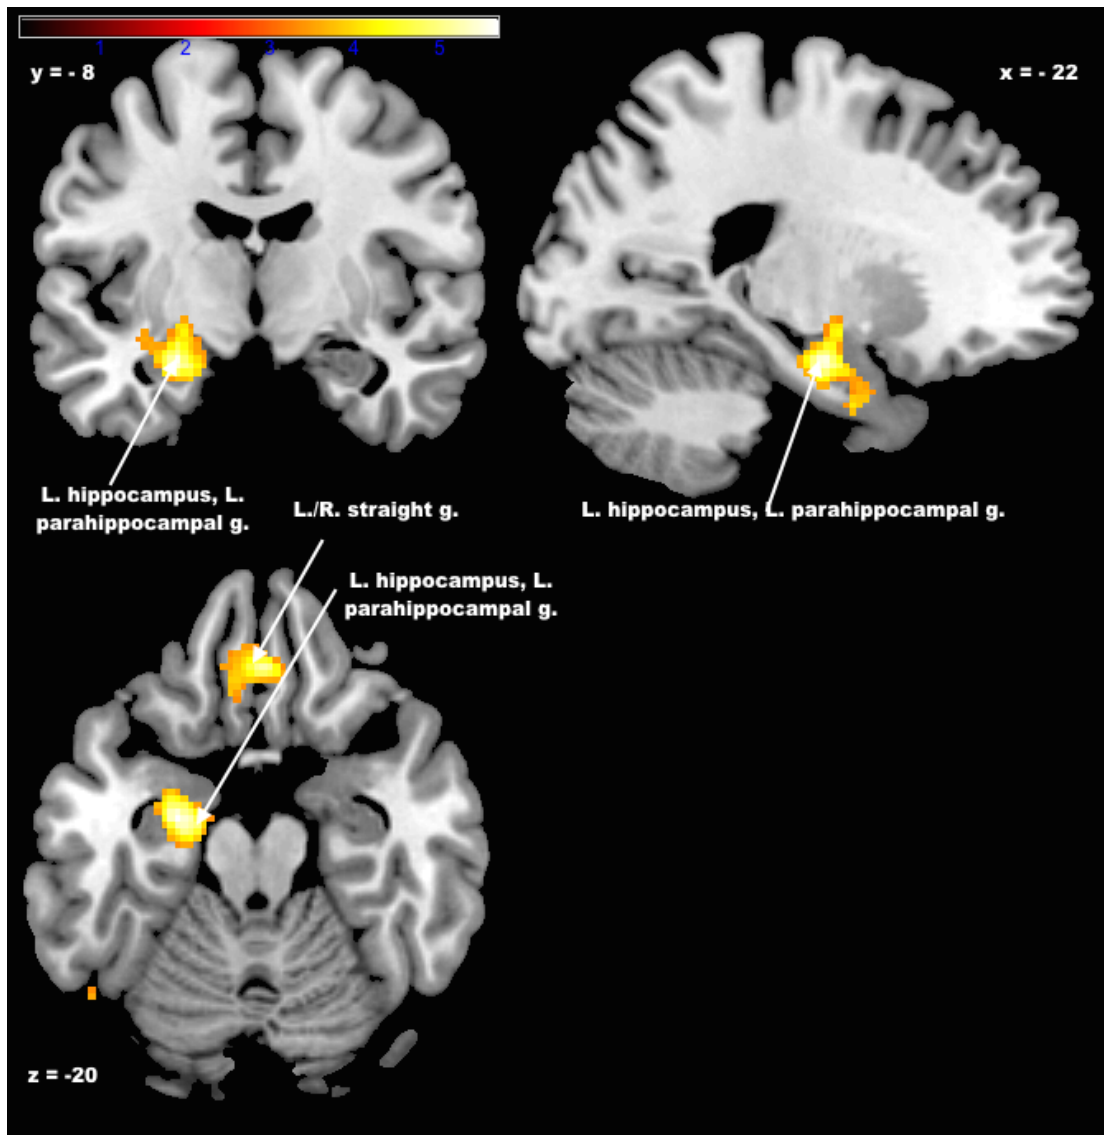 1 2 3 4 5
y = - 8
x = - 22
L. hippocampus, L.
parahippocampal g.
L./R. straight g.
L. hippocampus, L. parahippocampal g.
L. hippocampus, L.
parahippocampal g.
z = -20